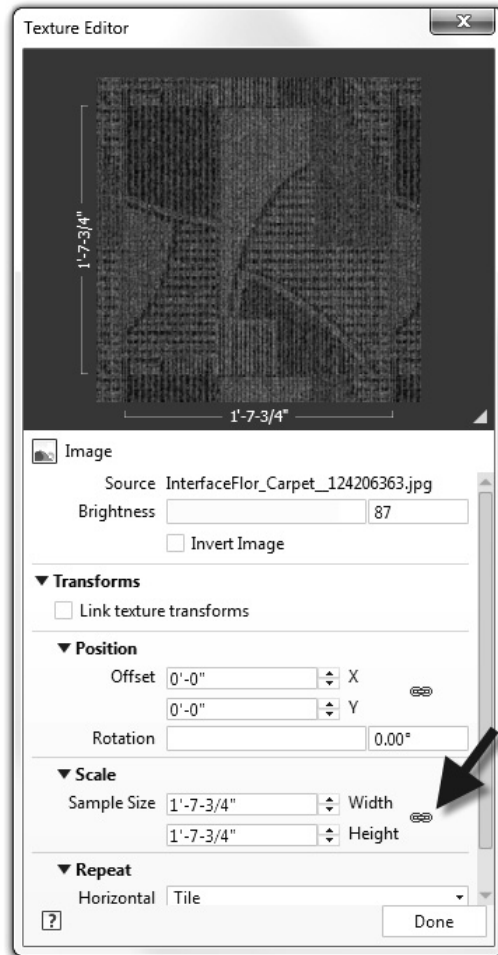 Texture Editor
x
1'-7-3/4"
1'-7-3/4"
Image
Source InterfaceFlor_Carpet__124206363.jpg
Brightness 87
Invert Image
Transforms
Link texture transforms
Position
Offset 0'-0" X
0'-0" Y
Rotation 0.00°
Scale
Sample Size 1'-7-3/4" Width
1'-7-3/4" Height
Repeat
Horizontal Tile
? Done